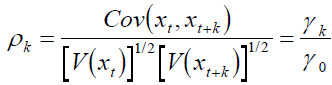 ρ_k = Cov(x_t, x_{t+k}) / [V(x_t)]^{1/2} [V(x_{t+k})]^{1/2} = γ_k / γ_0